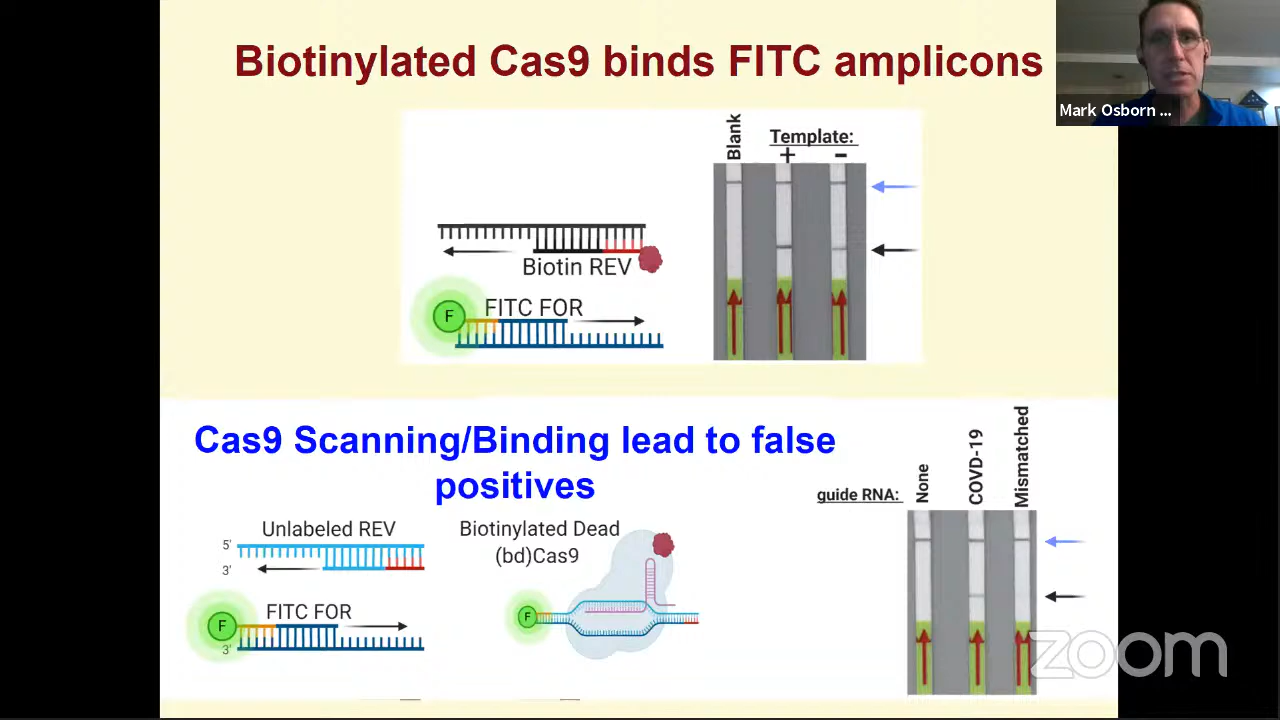 Biotinylated Cas9 binds FITC amplicons
Mark Osborn ...
Blank
Template:
+
-
Biotin REV
FITC FOR
F
Cas9 Scanning/Binding lead to false
positives
guide RNA:
None
COVD-19
Mismatched
Unlabeled REV
5'
3'
FITC FOR
F
3'
Biotinylated Dead
(bd)Cas9
F
zoom